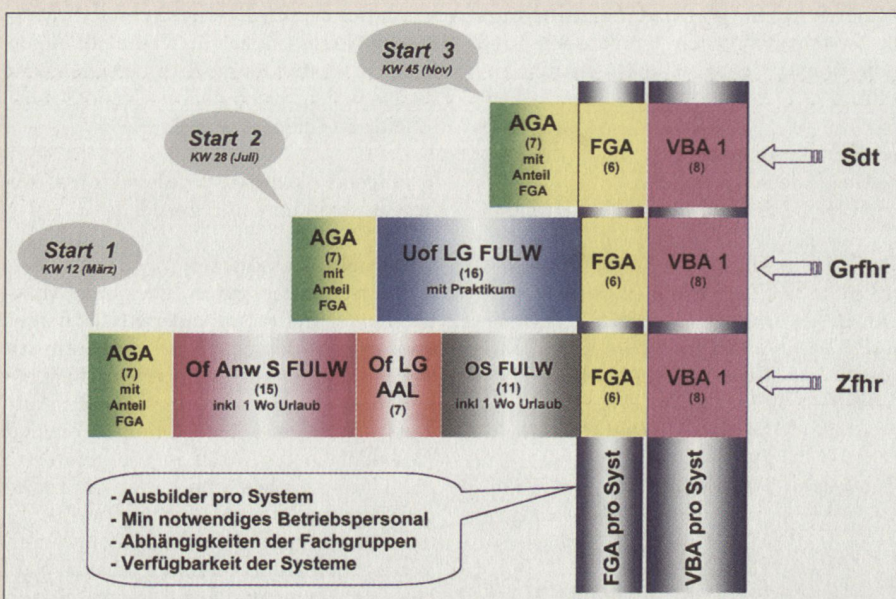 Start 3
KW 45 (Nov)
AGA
(7)
mit
Anteil
FGA
FGA
(6)
VBA 1
(8)
Sdt
Start 2
KW 28 (Juli)
AGA
(7)
mit
Anteil
FGA
Uof LG FULW
(16)
mit Praktikum
FGA
(6)
VBA 1
(8)
Grfhr
Start 1
KW 12 (März)
AGA
(7)
mit
Anteil
FGA
Of Anw S FULW
(15)
inkl 1 Wo Urlaub
Of LG
AAL
(7)
OS FULW
(11)
inkl 1 Wo Urlaub
FGA
(6)
VBA 1
(8)
Zfhr
- Ausbilder pro System
- Min notwendiges Betriebspersonal
- Abhängigkeiten der Fachgruppen
- Verfügbarkeit der Systeme
FGA pro Syst
VBA pro Syst